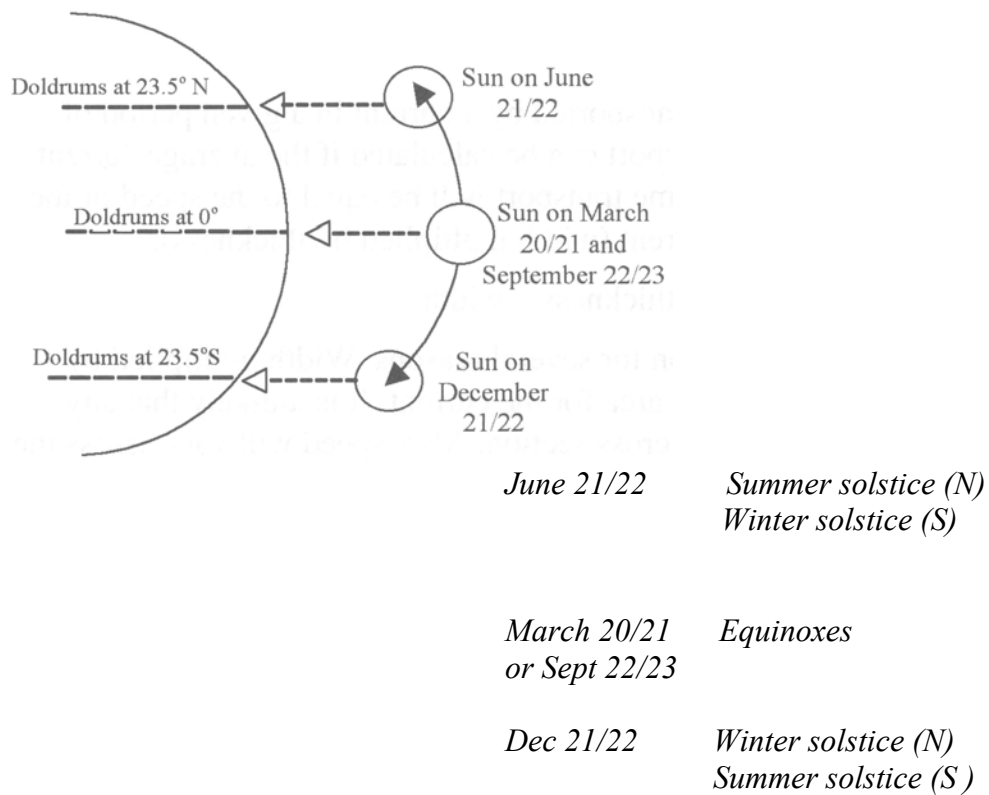 Doldrums at 23.5° N
Sun on June
21/22
Doldrums at 0°
Sun on March
20/21 and
September 22/23
Doldrums at 23.5°S
Sun on
December
21/22
June 21/22 Summer solstice (N)
Winter solstice (S)
March 20/21 Equinoxes
or Sept 22/23
Dec 21/22 Winter solstice (N)
Summer solstice (S )